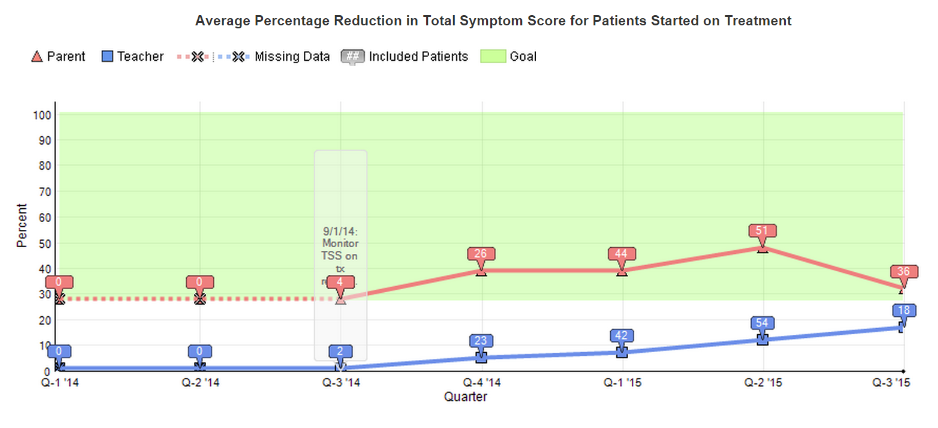 Average Percentage Reduction in Total Symptom Score for Patients Started on Treatment
Parent Teacher Missing Data ## Included Patients Goal
100
90
80
70
60
50
40
30
20
10
0
Percent
9/1/14:
Monitor
TSS on
tx
0 0 4 26 44 51 36
0 0 2 23 42 54 18
Q-1 '14 Q-2 '14 Q-3 '14 Q-4 '14 Q-1 '15 Q-2 '15 Q-3 '15
Quarter